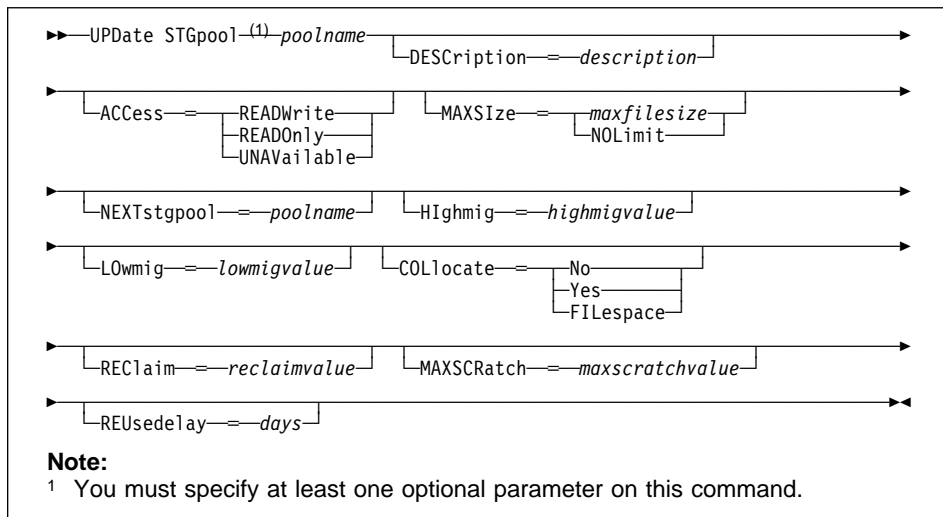 UPDate STGpool (1) poolname
DESCription = description
ACCess = READWrite MAXSIze = maxfilesize
READOnly NOLimit
UNAVailable
NEXTstgpool = poolname HIghmig = highmigvalue
LOwmig = lowmigvalue COLlocate = No
Yes
FILespace
REClaim = reclaimvalue MAXSCRatch = maxscratchvalue
REUsedelay = days
Note:
1 You must specify at least one optional parameter on this command.